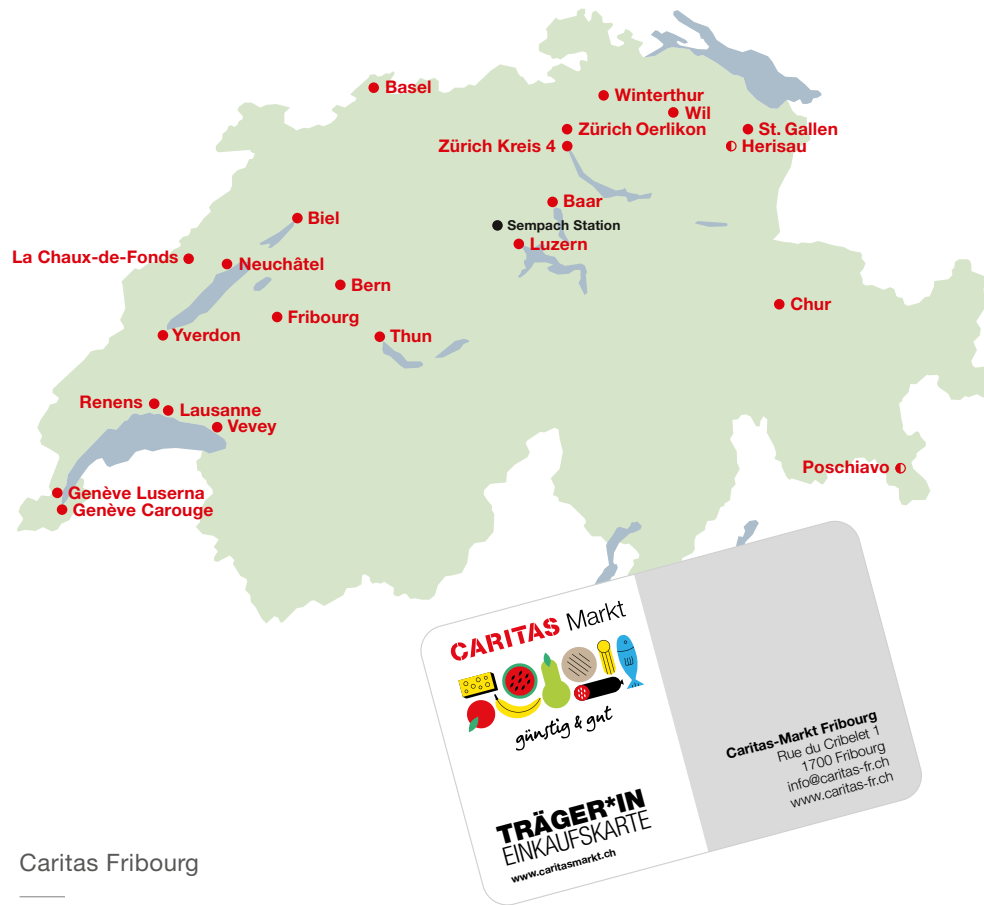 Basel
Winterthur
Wil
Zürich Oerlikon
St. Gallen
Zürich Kreis 4
Herisau
Baar
Biel
Sempach Station
Luzern
La Chaux-de-Fonds
Neuchâtel
Bern
Chur
Fribourg
Yverdon
Thun
Renens
Lausanne
Vevey
Poschiavo
Genève Luserna
Genève Carouge
CARITAS Markt
günstig & gut
TRÄGER*IN
EINKAUFSKARTE
www.caritasmarkt.ch
Caritas-Markt Fribourg
Rue du Criblet 1
1700 Fribourg
info@caritas-fr.ch
www.caritas-fr.ch
Caritas Fribourg